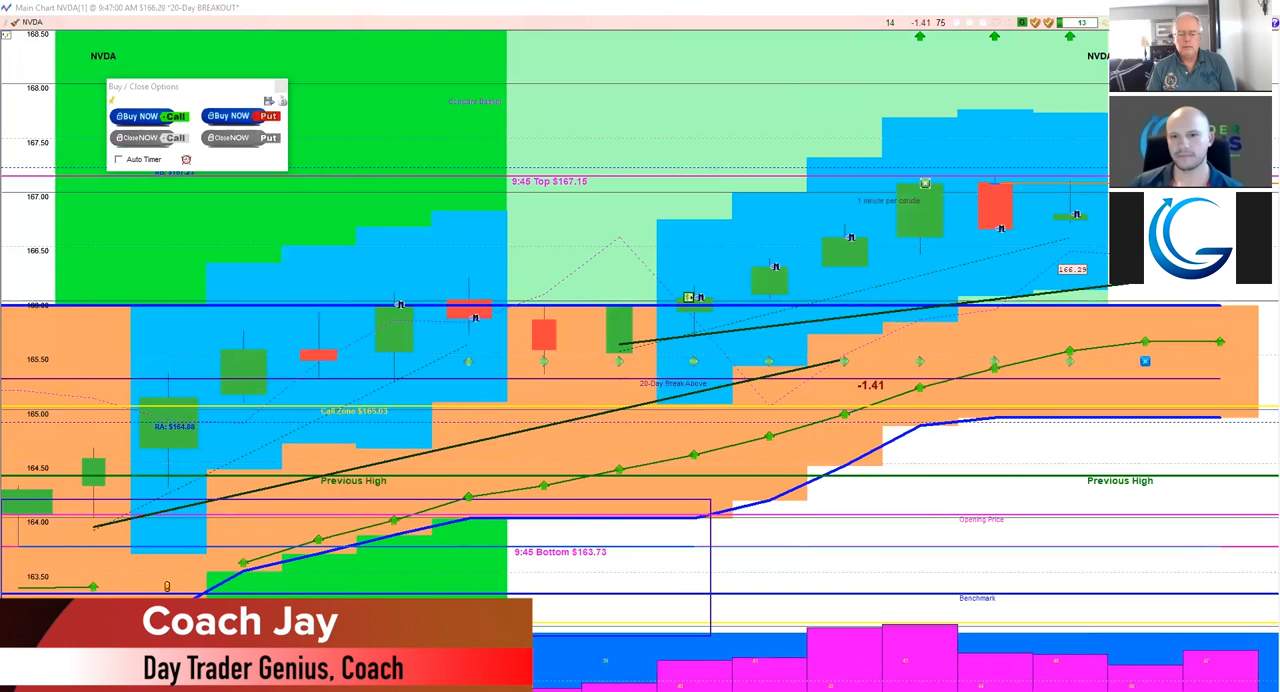 Main Chart NVDA[1] @ 9:47:00 AM $166.29 "20-Day BREAKOUT"
NVDA
14 -1.41 75
13
168.50
NVDA
NVDA
Buy / Close Options
168.00
Buy NOW Call
Buy NOW Put
CloseNOW Call
CloseNOW Put
Auto Timer
167.50
9:45 Top $167.15
167.00
1 minute per candle
166.50
166.29
165.50
20-Day Break Above
-1.41
Call Zone $165.03
165.00
RA: $164.88
164.50
Previous High
Previous High
164.00
Opening Price
9:45 Bottom $163.73
163.50
Benchmark
Coach Jay
Day Trader Genius, Coach